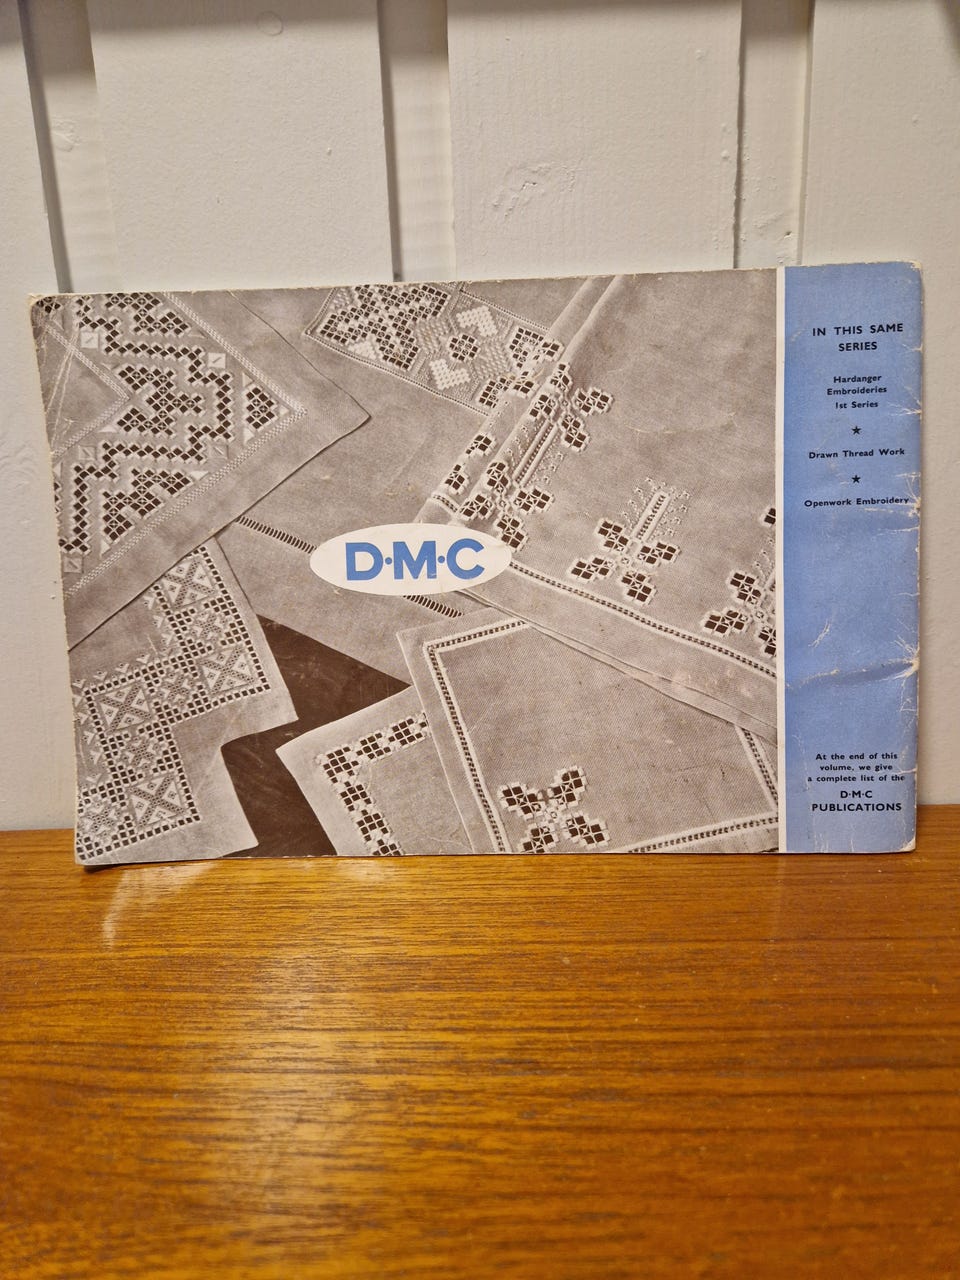 D·M·C
IN THIS SAME
SERIES
Hardanger
Embroideries
1st Series
★
Drawn Thread Work
★
Openwork Embroidery
At the end of this
volume, we give
a complete list of the
D·M·C
PUBLICATIONS